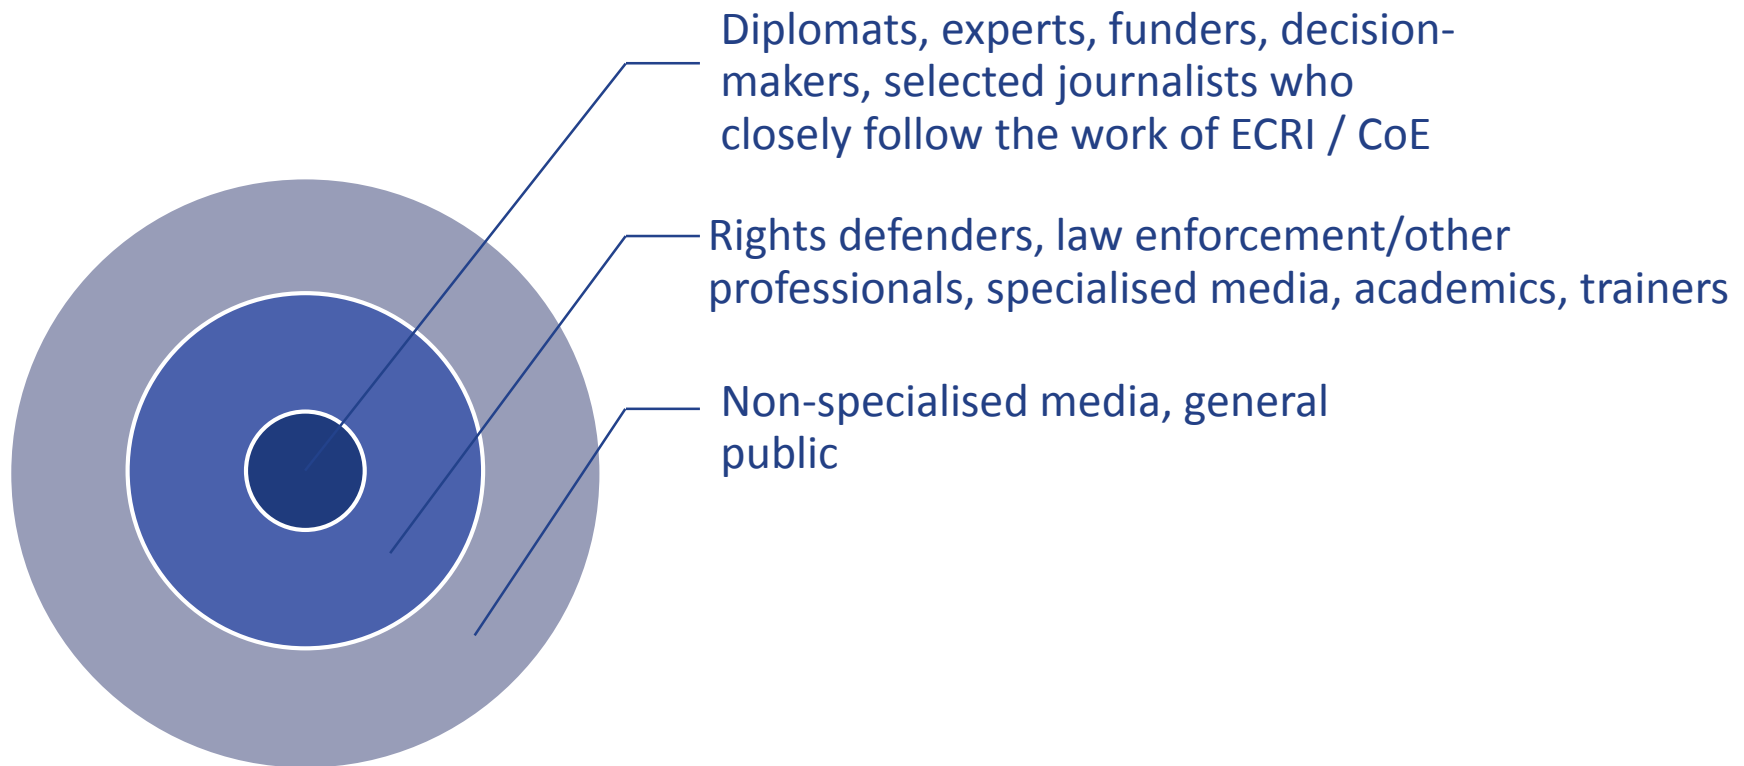 Diplomats, experts, funders, decision-
makers, selected journalists who
closely follow the work of ECRI / CoE
Rights defenders, law enforcement/other
professionals, specialised media, academics, trainers
Non-specialised media, general
public